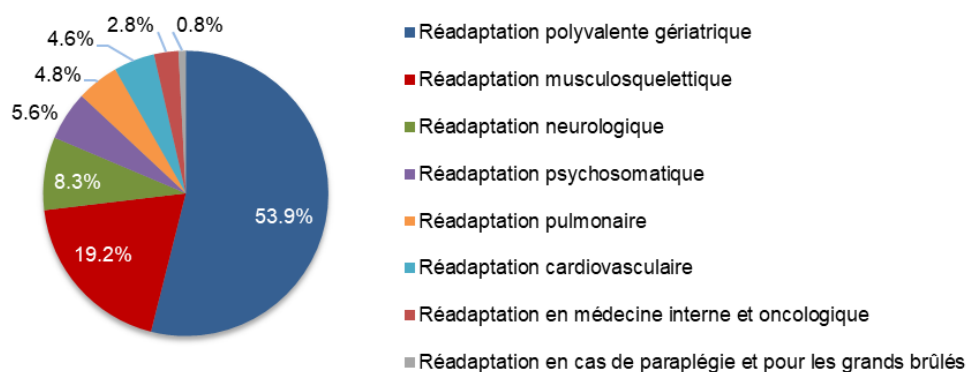 2.8%
0.8%
4.6%
4.8%
5.6%
8.3%
19.2%
53.9%
Réadaptation polyvalente gériatrique
Réadaptation musculosquelettique
Réadaptation neurologique
Réadaptation psychosomatique
Réadaptation pulmonaire
Réadaptation cardiovasculaire
Réadaptation en médecine interne et oncologique
Réadaptation en cas de paraplégie et pour les grands brûlés